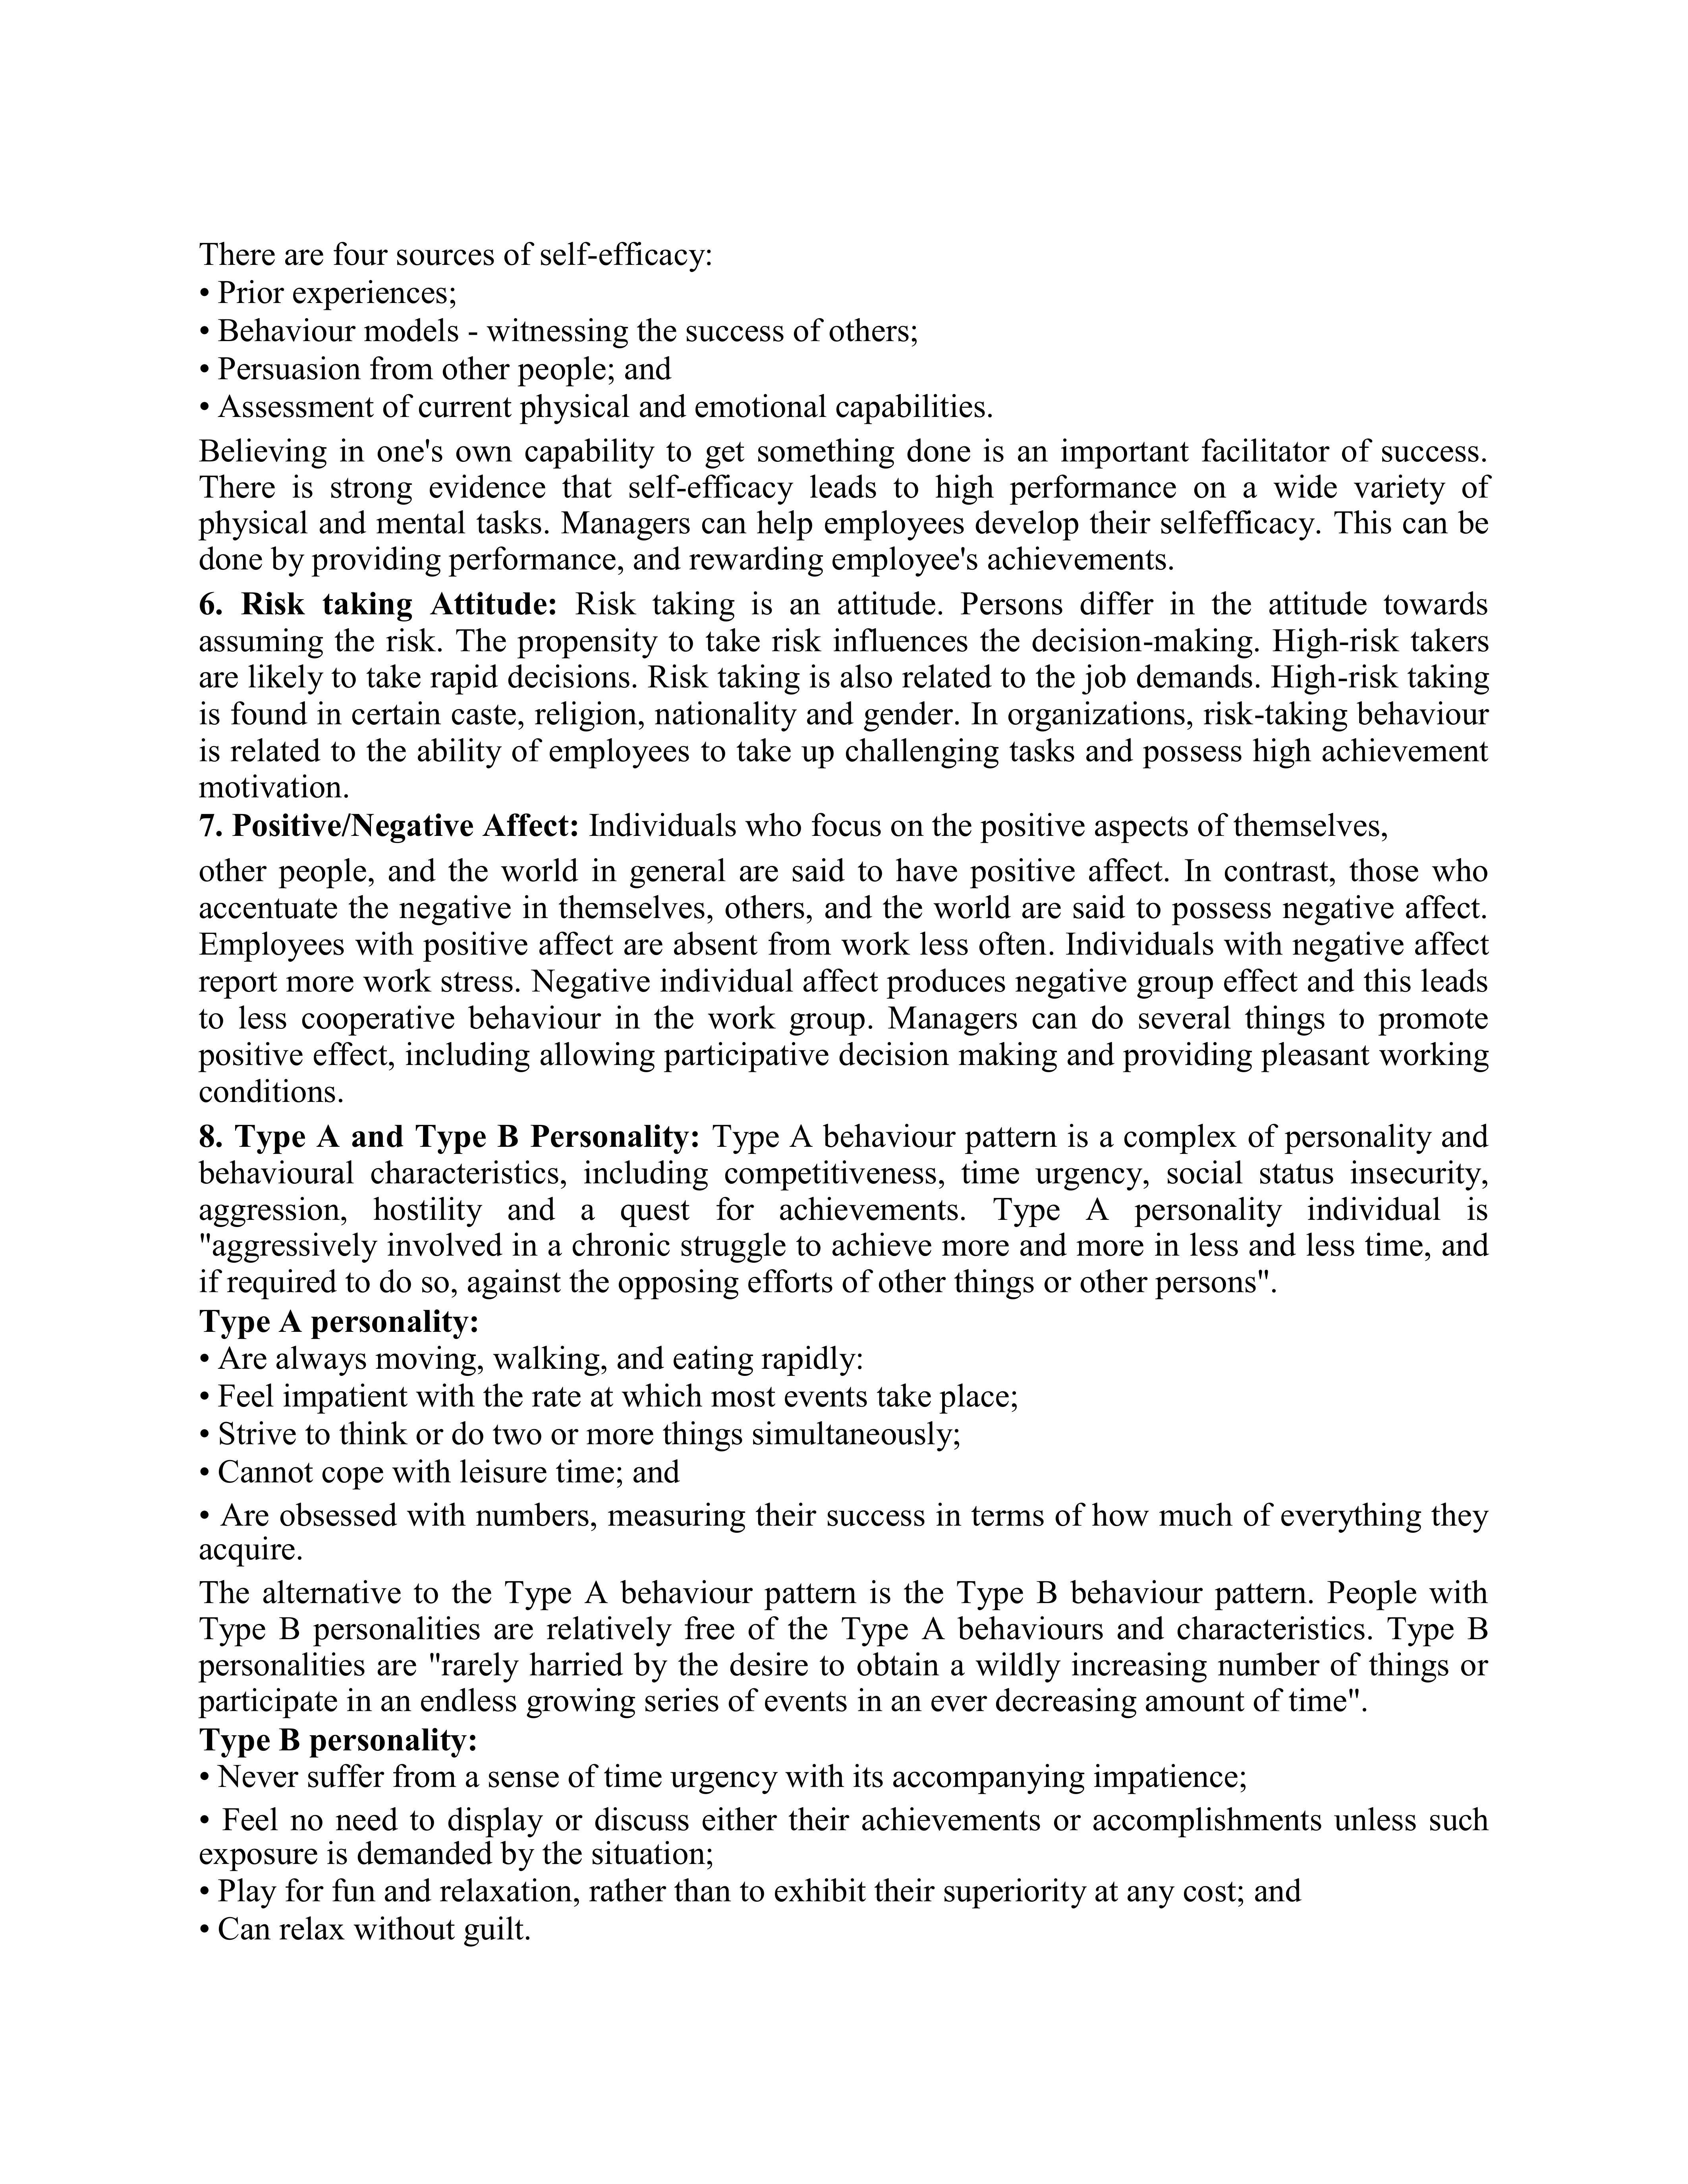 There are four sources of self-efficacy:
• Prior experiences;
• Behaviour models - witnessing the success of others;
• Persuasion from other people; and
• Assessment of current physical and emotional capabilities.
Believing in one's own capability to get something done is an important facilitator of success.
There is strong evidence that self-efficacy leads to high performance on a wide variety of
physical and mental tasks. Managers can help employees develop their selfefficacy. This can be
done by providing performance, and rewarding employee's achievements.
6. Risk taking Attitude: Risk taking is an attitude. Persons differ in the attitude towards
assuming the risk. The propensity to take risk influences the decision-making. High-risk takers
are likely to take rapid decisions. Risk taking is also related to the job demands. High-risk taking
is found in certain caste, religion, nationality and gender. In organizations, risk-taking behaviour
is related to the ability of employees to take up challenging tasks and possess high achievement
motivation.
7. Positive/Negative Affect: Individuals who focus on the positive aspects of themselves,
other people, and the world in general are said to have positive affect. In contrast, those who
accentuate the negative in themselves, others, and the world are said to possess negative affect.
Employees with positive affect are absent from work less often. Individuals with negative affect
report more work stress. Negative individual affect produces negative group effect and this leads
to less cooperative behaviour in the work group. Managers can do several things to promote
positive effect, including allowing participative decision making and providing pleasant working
conditions.
8. Type A and Type B Personality: Type A behaviour pattern is a complex of personality and
behavioural characteristics, including competitiveness, time urgency, social status insecurity,
aggression, hostility and a quest for achievements. Type A personality individual is
"aggressively involved in a chronic struggle to achieve more and more in less and less time, and
if required to do so, against the opposing efforts of other things or other persons".
Type A personality:
• Are always moving, walking, and eating rapidly:
• Feel impatient with the rate at which most events take place;
• Strive to think or do two or more things simultaneously;
• Cannot cope with leisure time; and
• Are obsessed with numbers, measuring their success in terms of how much of everything they
acquire.
The alternative to the Type A behaviour pattern is the Type B behaviour pattern. People with
Type B personalities are relatively free of the Type A behaviours and characteristics. Type B
personalities are "rarely harried by the desire to obtain a wildly increasing number of things or
participate in an endless growing series of events in an ever decreasing amount of time".
Type B personality:
• Never suffer from a sense of time urgency with its accompanying impatience;
• Feel no need to display or discuss either their achievements or accomplishments unless such
exposure is demanded by the situation;
• Play for fun and relaxation, rather than to exhibit their superiority at any cost; and
• Can relax without guilt.